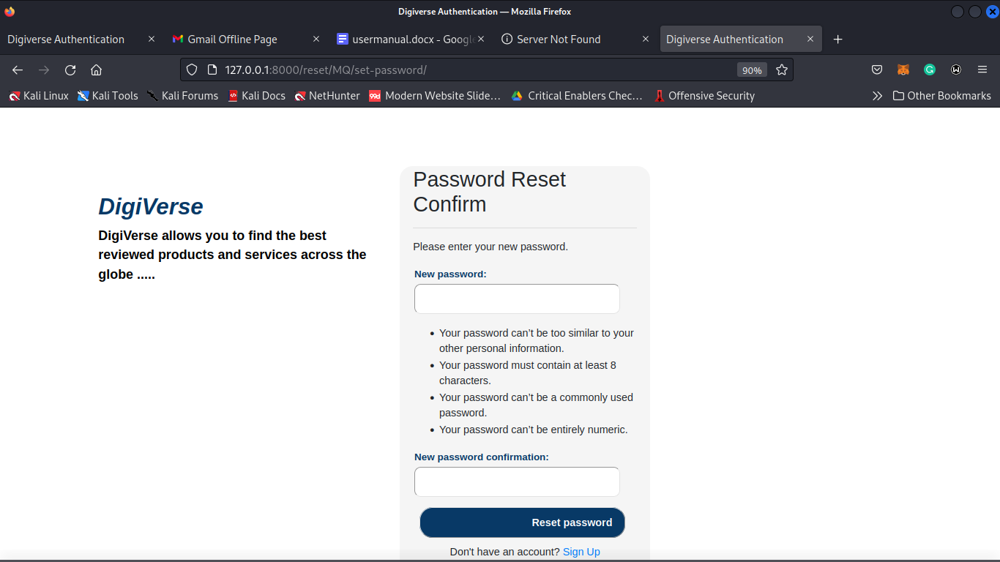 Digiverse Authentication — Mozilla Firefox
Digiverse Authentication
Gmail Offline Page
usermanual.docx - Googl
Server Not Found
Digiverse Authentication
127.0.0.1:8000/reset/MQ/set-password/
90%
Kali Linux
Kali Tools
Kali Forums
Kali Docs
NetHunter
99d
Modern Website Slide…
Critical Enablers Chec…
Offensive Security
Other Bookmarks
DigiVerse
DigiVerse allows you to find the best
reviewed products and services across the
globe .....
Password Reset
Confirm
Please enter your new password.
New password:
• Your password can’t be too similar to your
other personal information.
• Your password must contain at least 8
characters.
• Your password can’t be a commonly used
password.
• Your password can’t be entirely numeric.
New password confirmation:
Reset password
Don't have an account? Sign Up